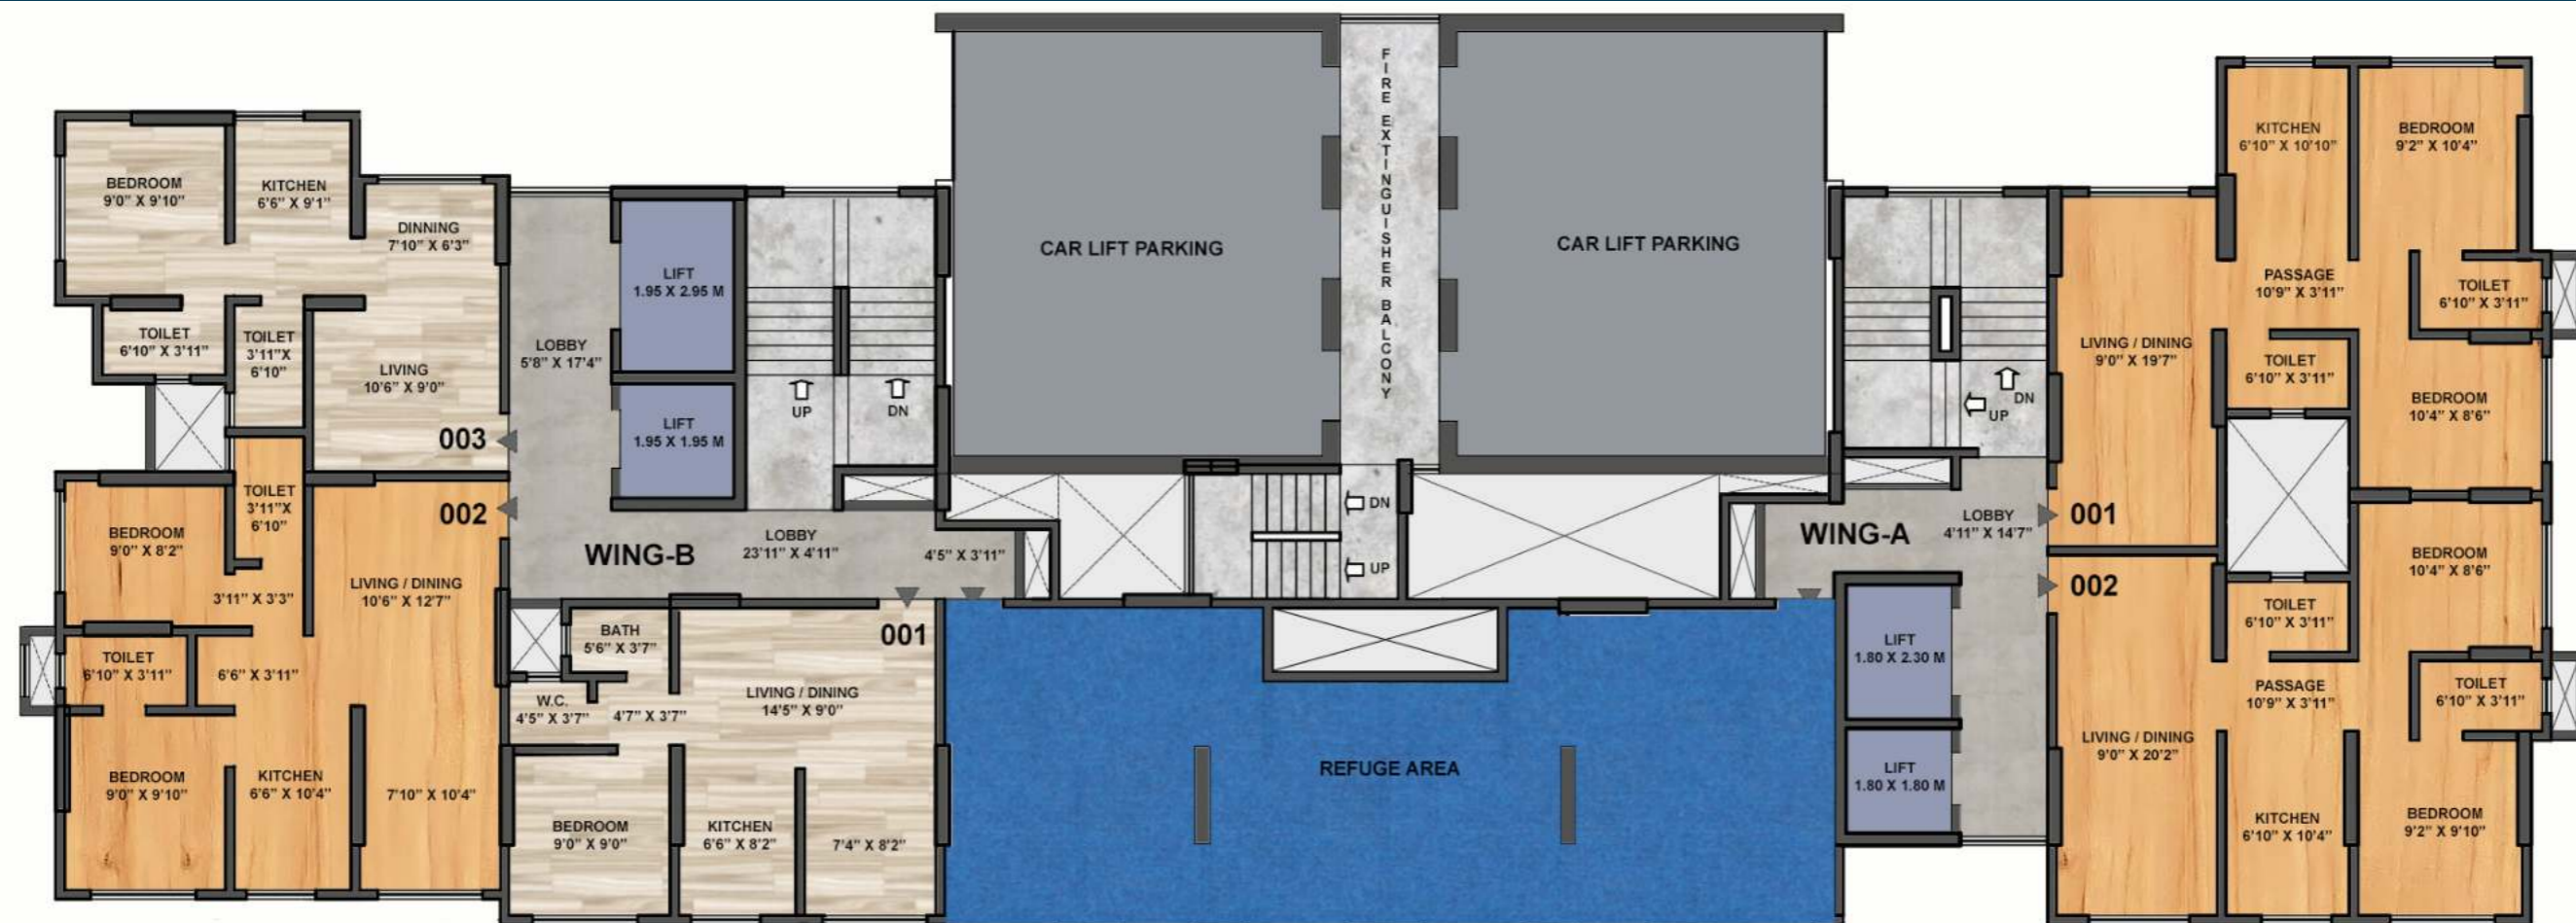 BEDROOM
9'0" X 9'10"
KITCHEN
6'6" X 9'1"
DINNING
7'10" X 6'3"
TOILET
6'10" X 3'11"
TOILET
3'11"X
6'10"
LIVING
10'6" X 9'0"
003
BEDROOM
9'0" X 8'2"
TOILET
3'11"X
6'10"
002
LIVING / DINING
10'6" X 12'7"
3'11" X 3'3"
TOILET
6'10" X 3'11"
6'6" X 3'11"
BEDROOM
9'0" X 9'10"
KITCHEN
6'6" X 10'4"
7'10" X 10'4"
LOBBY
5'8" X 17'4"
LIFT
1.95 X 2.95 M
LIFT
1.95 X 1.95 M
UP
DN
WING-B
LOBBY
23'11" X 4'11"
4'5" X 3'11"
BATH
5'6" X 3'7"
001
W.C.
4'5" X 3'7"
4'7" X 3'7"
LIVING / DINING
14'5" X 9'0"
BEDROOM
9'0" X 9'0"
KITCHEN
6'6" X 8'2"
7'4" X 8'2"
CAR LIFT PARKING
FIRE EXTINGUISHER BALCONY
CAR LIFT PARKING
DN
UP
REFUGE AREA
DN
UP
WING-A
LOBBY
4'11" X 14'7"
LIFT
1.80 X 2.30 M
LIFT
1.80 X 1.80 M
KITCHEN
6'10" X 10'10"
BEDROOM
9'2" X 10'4"
PASSAGE
10'9" X 3'11"
TOILET
6'10" X 3'11"
LIVING / DINING
9'0" X 19'7"
TOILET
6'10" X 3'11"
BEDROOM
10'4" X 8'6"
001
002
BEDROOM
10'4" X 8'6"
TOILET
6'10" X 3'11"
PASSAGE
10'9" X 3'11"
TOILET
6'10" X 3'11"
LIVING / DINING
9'0" X 20'2"
KITCHEN
6'10" X 10'4"
BEDROOM
9'2" X 9'10"